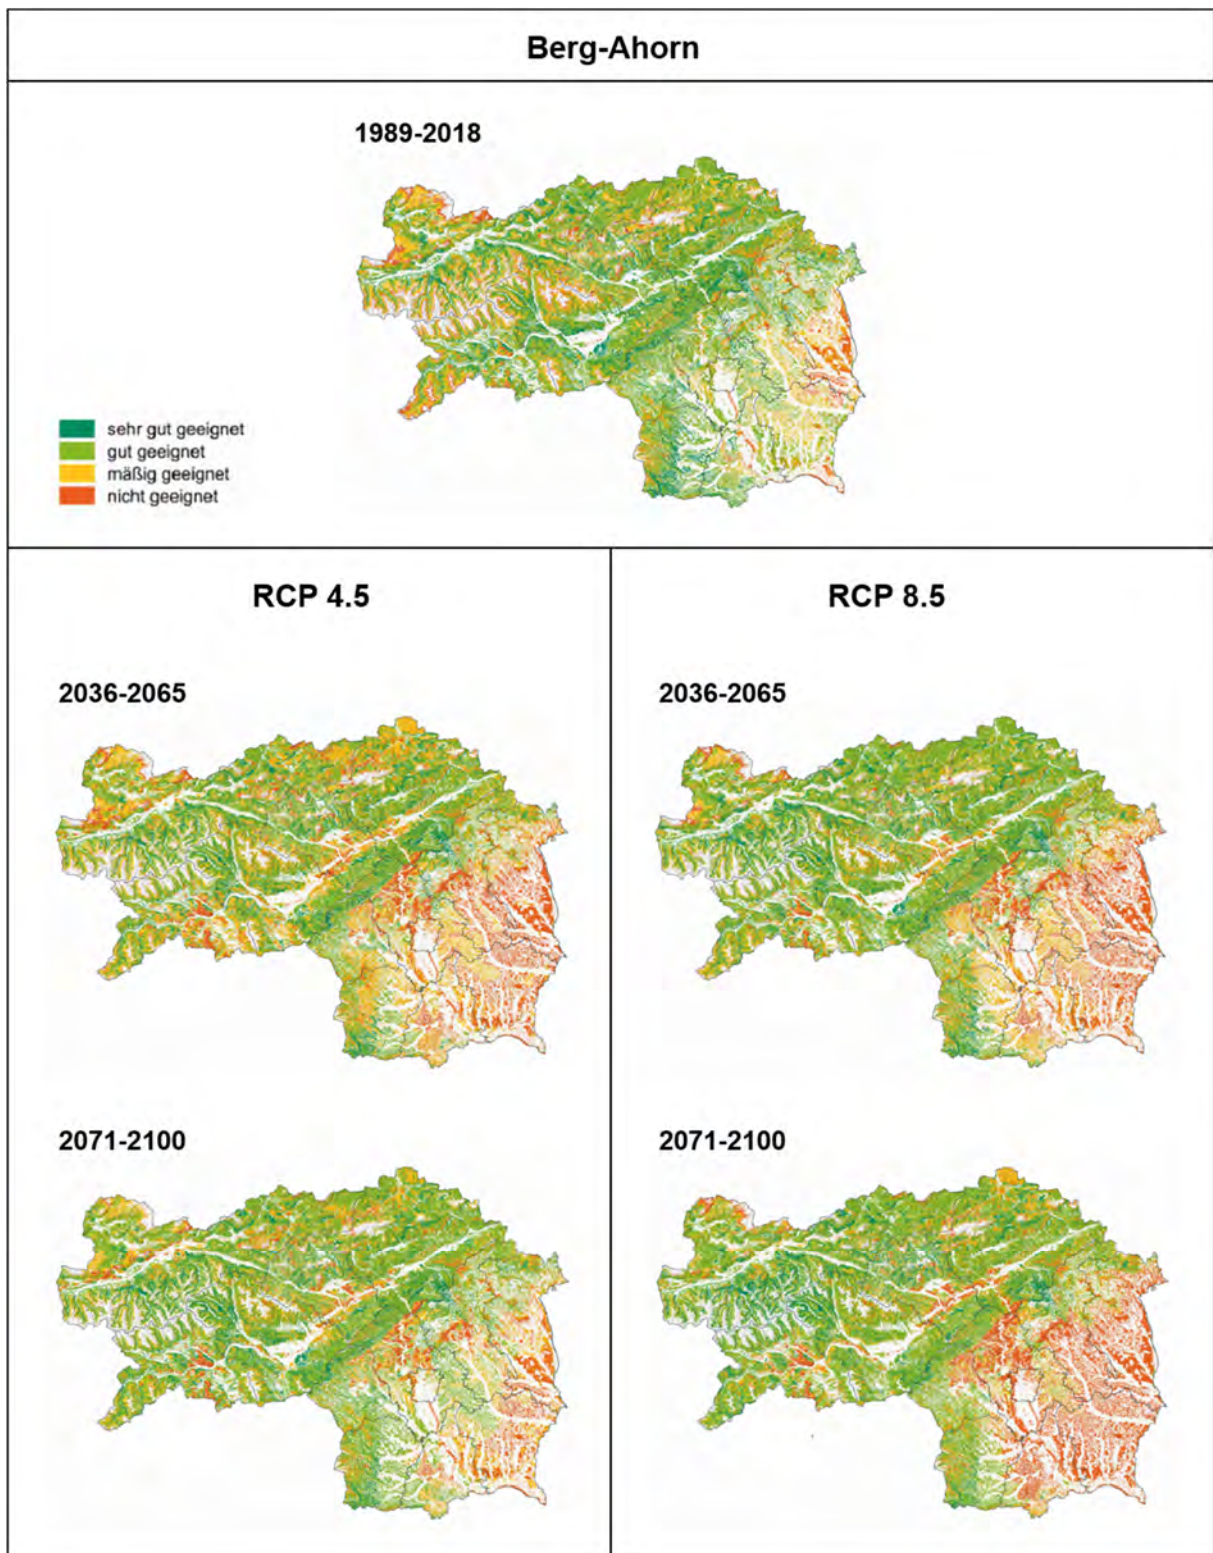 Berg-Ahorn
1989-2018
sehr gut geeignet
gut geeignet
mäßig geeignet
nicht geeignet
RCP 4.5
2036-2065
2071-2100
RCP 8.5
2036-2065
2071-2100